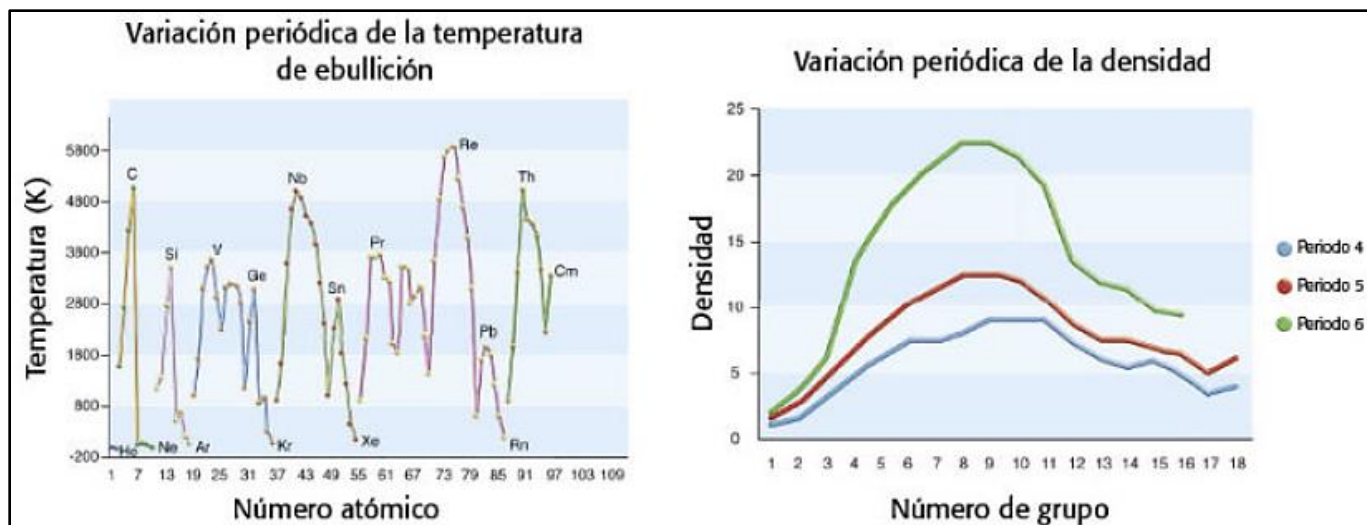 Variación periódica de la temperatura
de ebullición
Temperatura (K)
5800
4800
3800
2800
1800
800
-200
C
Si
V
Ge
Nb
Sn
Pr
Re
Pb
Th
Cm
He
Ne
Ar
Kr
Xe
Rn
1 7 13 19 25 31 37 43 49 55 61 67 73 79 85 91 97 103 109
Número atómico
Variación periódica de la densidad
Densidad
25
20
15
10
5
0
1 2 3 4 5 6 7 8 9 10 11 12 13 14 15 16 17 18
Número de grupo
Periodo 4
Periodo 5
Periodo 6